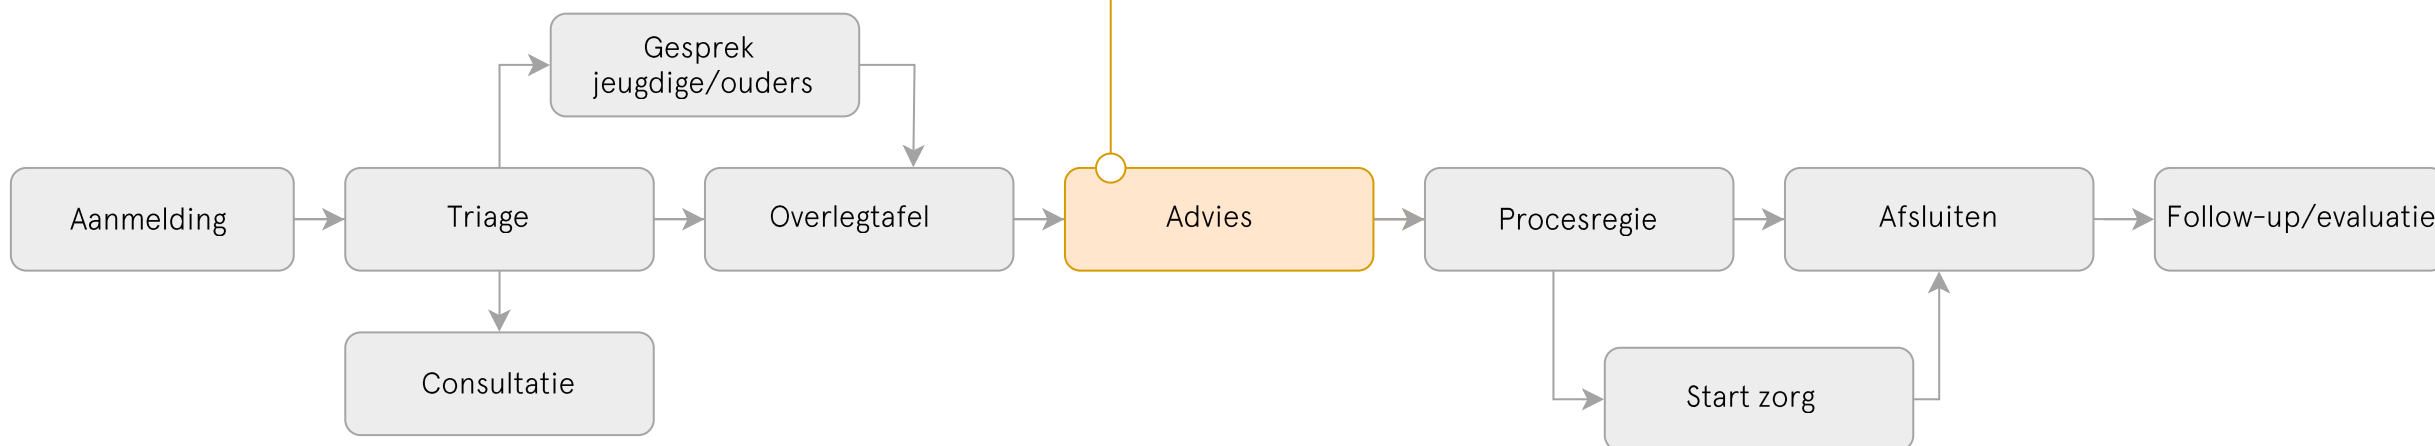 Gesprek
jeugdige/ouders
Aanmelding
Triage
Overlegtafel
Advies
Procesregie
Afsluiten
Follow-up/evaluatie
Consultatie
Start zorg